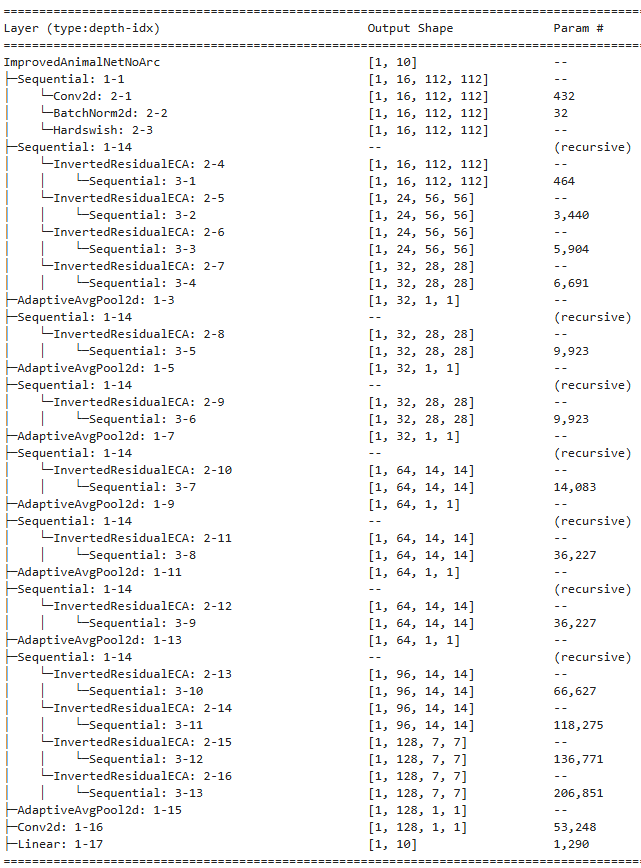 ==========================================================================================
Layer (type:depth-idx)                   Output Shape              Param #
==========================================================================================
ImprovedAnimalNetNoArc                   [1, 10]                   --
├─Sequential: 1-1                        [1, 16, 112, 112]         --
│    └─Conv2d: 2-1                       [1, 16, 112, 112]         432
│    └─BatchNorm2d: 2-2                  [1, 16, 112, 112]         32
│    └─Hardswish: 2-3                    [1, 16, 112, 112]         --
├─Sequential: 1-14                       --                        (recursive)
│    └─InvertedResidualECA: 2-4          [1, 16, 112, 112]         --
│    │    └─Sequential: 3-1              [1, 16, 112, 112]         464
│    └─InvertedResidualECA: 2-5          [1, 24, 56, 56]           --
│    │    └─Sequential: 3-2              [1, 24, 56, 56]           3,440
│    └─InvertedResidualECA: 2-6          [1, 24, 56, 56]           --
│    │    └─Sequential: 3-3              [1, 24, 56, 56]           5,904
│    └─InvertedResidualECA: 2-7          [1, 32, 28, 28]           --
│    │    └─Sequential: 3-4              [1, 32, 28, 28]           6,691
├─AdaptiveAvgPool2d: 1-3                 [1, 32, 1, 1]             --
├─Sequential: 1-14                       --                        (recursive)
│    └─InvertedResidualECA: 2-8          [1, 32, 28, 28]           --
│    │    └─Sequential: 3-5              [1, 32, 28, 28]           9,923
├─AdaptiveAvgPool2d: 1-5                 [1, 32, 1, 1]             --
├─Sequential: 1-14                       --                        (recursive)
│    └─InvertedResidualECA: 2-9          [1, 32, 28, 28]           --
│    │    └─Sequential: 3-6              [1, 32, 28, 28]           9,923
├─AdaptiveAvgPool2d: 1-7                 [1, 32, 1, 1]             --
├─Sequential: 1-14                       --                        (recursive)
│    └─InvertedResidualECA: 2-10         [1, 64, 14, 14]           --
│    │    └─Sequential: 3-7              [1, 64, 14, 14]           14,083
├─AdaptiveAvgPool2d: 1-9                 [1, 64, 1, 1]             --
├─Sequential: 1-14                       --                        (recursive)
│    └─InvertedResidualECA: 2-11         [1, 64, 14, 14]           --
│    │    └─Sequential: 3-8              [1, 64, 14, 14]           36,227
├─AdaptiveAvgPool2d: 1-11                [1, 64, 1, 1]             --
├─Sequential: 1-14                       --                        (recursive)
│    └─InvertedResidualECA: 2-12         [1, 64, 14, 14]           --
│    │    └─Sequential: 3-9              [1, 64, 14, 14]           36,227
├─AdaptiveAvgPool2d: 1-13                [1, 64, 1, 1]             --
├─Sequential: 1-14                       --                        (recursive)
│    └─InvertedResidualECA: 2-13         [1, 96, 14, 14]           --
│    │    └─Sequential: 3-10             [1, 96, 14, 14]           66,627
│    └─InvertedResidualECA: 2-14         [1, 96, 14, 14]           --
│    │    └─Sequential: 3-11             [1, 96, 14, 14]           118,275
│    └─InvertedResidualECA: 2-15         [1, 128, 7, 7]            --
│    │    └─Sequential: 3-12             [1, 128, 7, 7]            136,771
│    └─InvertedResidualECA: 2-16         [1, 128, 7, 7]            --
│    │    └─Sequential: 3-13             [1, 128, 7, 7]            206,851
├─AdaptiveAvgPool2d: 1-15                [1, 128, 1, 1]            --
├─Conv2d: 1-16                           [1, 128, 1, 1]            53,248
├─Linear: 1-17                           [1, 10]                   1,290
==========================================================================================